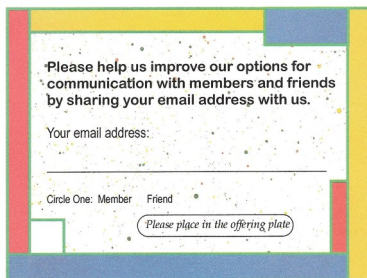 Please help us improve our options for
communication with members and friends
by sharing your email address with us.
Your email address:
Circle One: Member Friend
Please place in the offering plate